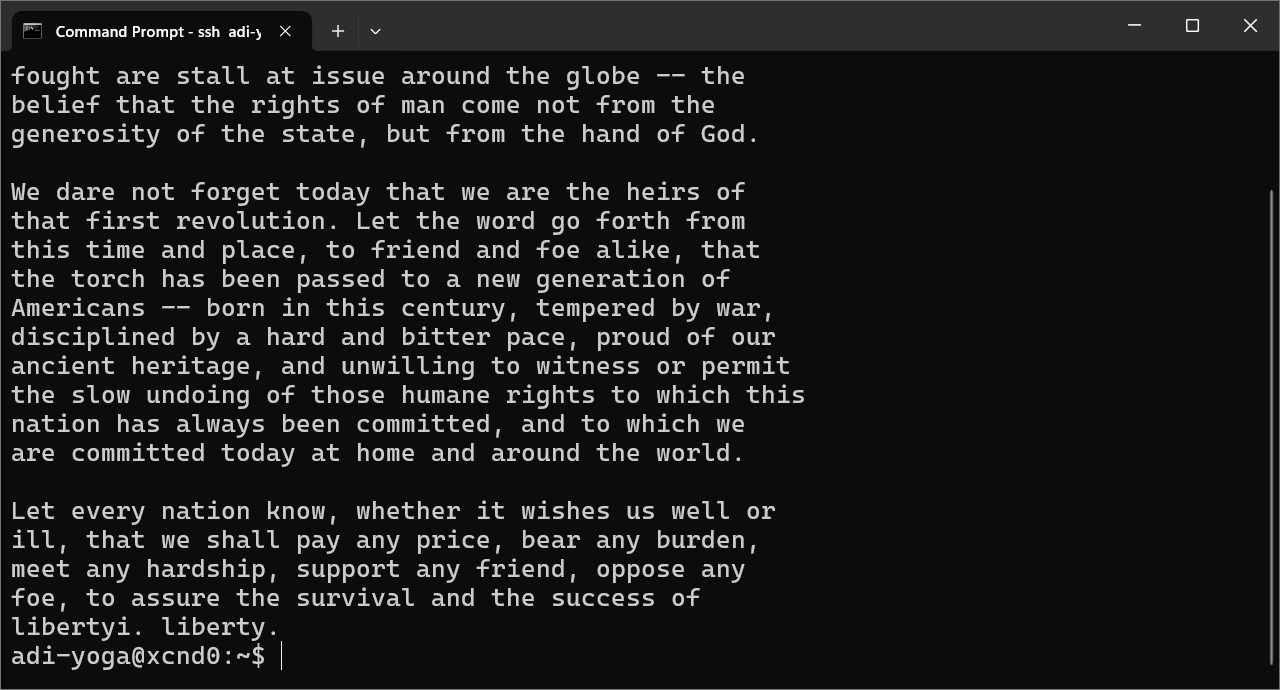 Command Prompt - ssh adi-y
fought are stall at issue around the globe -- the
belief that the rights of man come not from the
generosity of the state, but from the hand of God.
We dare not forget today that we are the heirs of
that first revolution. Let the word go forth from
this time and place, to friend and foe alike, that
the torch has been passed to a new generation of
Americans -- born in this century, tempered by war,
disciplined by a hard and bitter pace, proud of our
ancient heritage, and unwilling to witness or permit
the slow undoing of those humane rights to which this
nation has always been committed, and to which we
are committed today at home and around the world.
Let every nation know, whether it wishes us well or
ill, that we shall pay any price, bear any burden,
meet any hardship, support any friend, oppose any
foe, to assure the survival and the success of
libertyi. liberty.
adi-yoga@xcnd0:~$